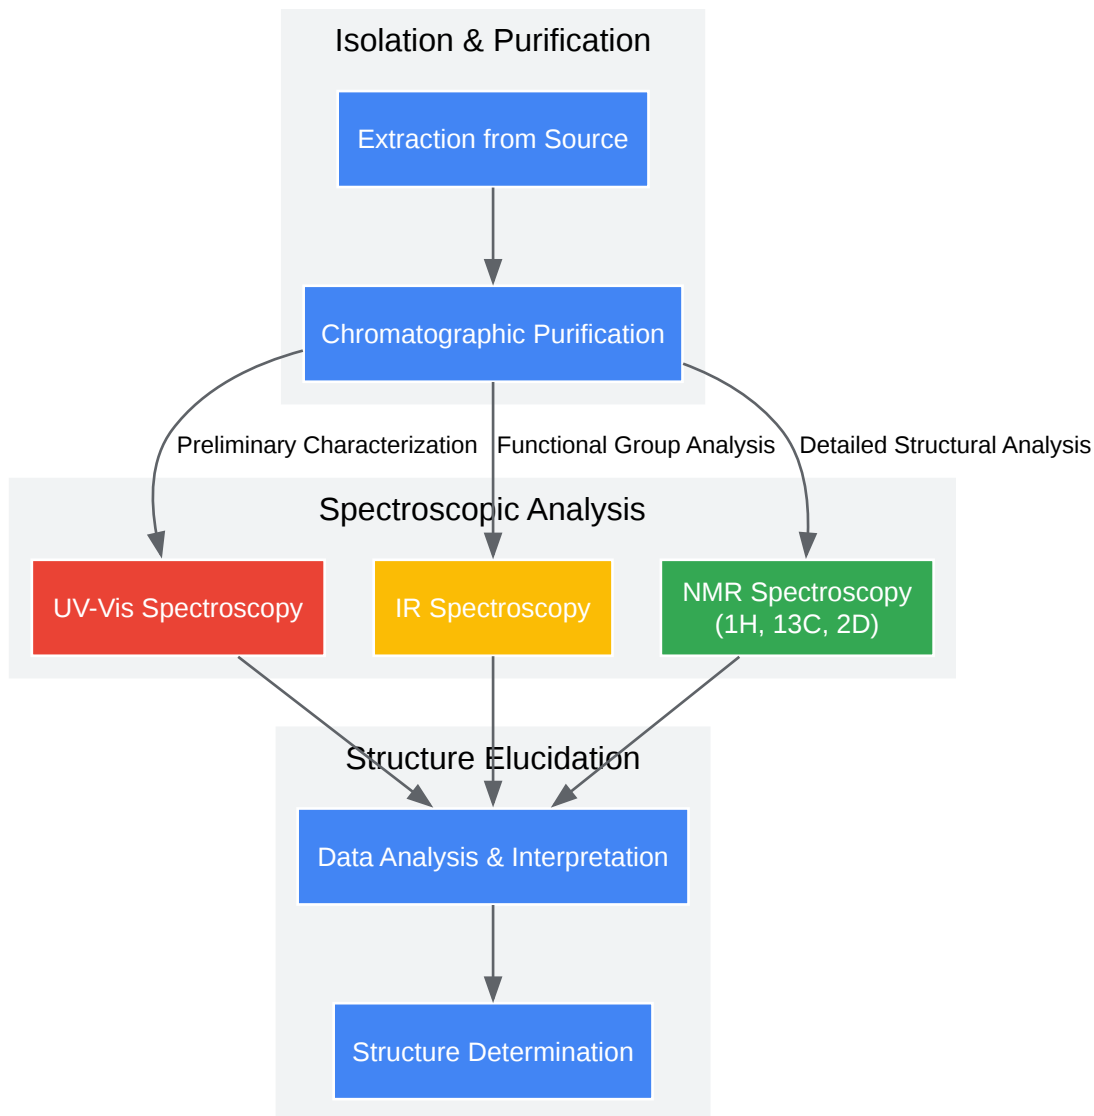 Isolation & Purification
Extraction from Source
Chromatographic Purification
Preliminary Characterization
Functional Group Analysis
Detailed Structural Analysis
Spectroscopic Analysis
UV-Vis Spectroscopy
IR Spectroscopy
NMR Spectroscopy
(1H, 13C, 2D)
Structure Elucidation
Data Analysis & Interpretation
Structure Determination